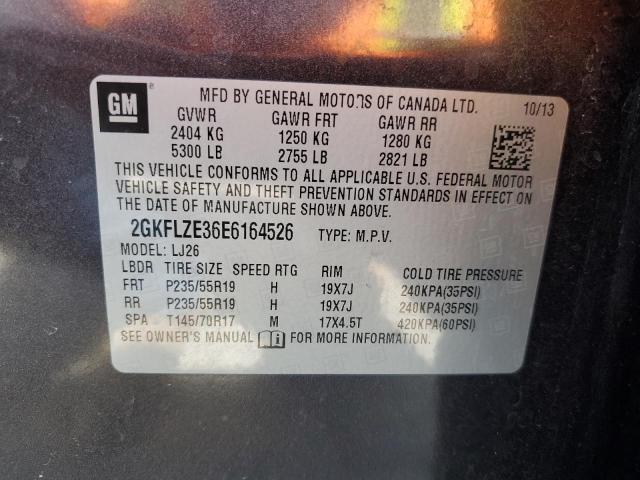 GM
MFD BY GENERAL MOTORS OF CANADA LTD. 10/13
GVWR GAWR FRT GAWR RR
2404 KG 1250 KG 1280 KG
5300 LB 2755 LB 2821 LB
THIS VEHICLE CONFORMS TO ALL APPLICABLE U.S. FEDERAL MOTOR
VEHICLE SAFETY AND THEFT PREVENTION STANDARDS IN EFFECT ON THE
DATE OF MANUFACTURE SHOWN ABOVE.
2GKFLZE36E6164526 TYPE: M.P.V.
MODEL: LJ26
LBDR TIRE SIZE SPEED RTG RIM COLD TIRE PRESSURE
FRT P235/55R19 H 19X7J 240KPA(35PSI)
RR P235/55R19 H 19X7J 240KPA(35PSI)
SPA T145/70R17 M 17X4.5T 420KPA(60PSI)
SEE OWNER'S MANUAL FOR MORE INFORMATION.